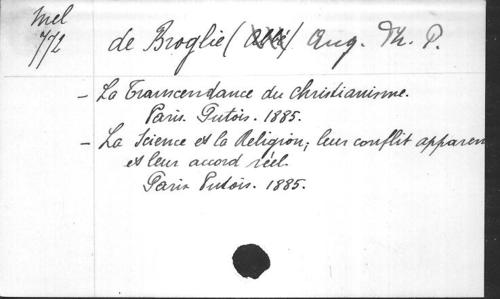 Mel
772
de Broglie (Abbé) Aug. Th. P.
- La Transcendance du Christianisme.
Paris. Putois. 1885.
- La Science et la Religion; leur conflit apparen
et leur accord réel.
Paris Putois. 1885.